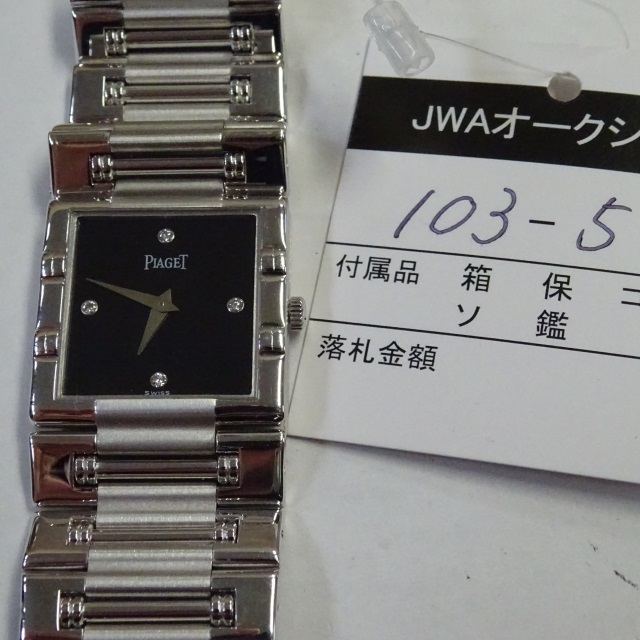 PIAGET
SWISS
JWAオークシ
103-5
付属品 箱 保 コ
ソ 鑑
落札金額